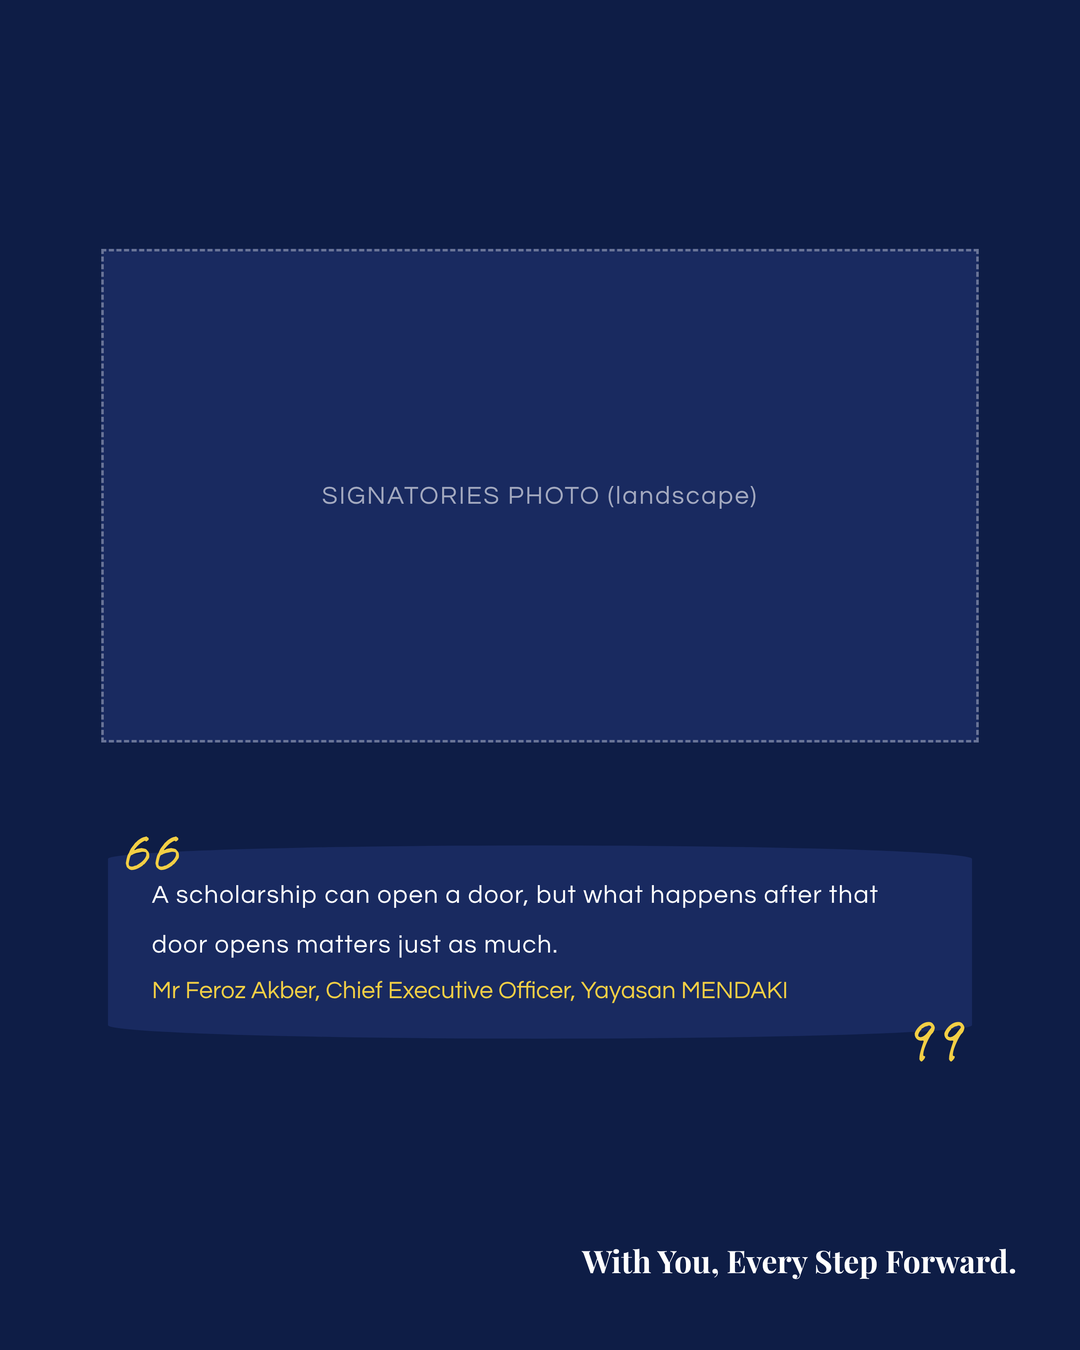 SIGNATORIES PHOTO (landscape)
66
A scholarship can open a door, but what happens after that
door opens matters just as much.
Mr Feroz Akber, Chief Executive Officer, Yayasan MENDAKI
99
With You, Every Step Forward.